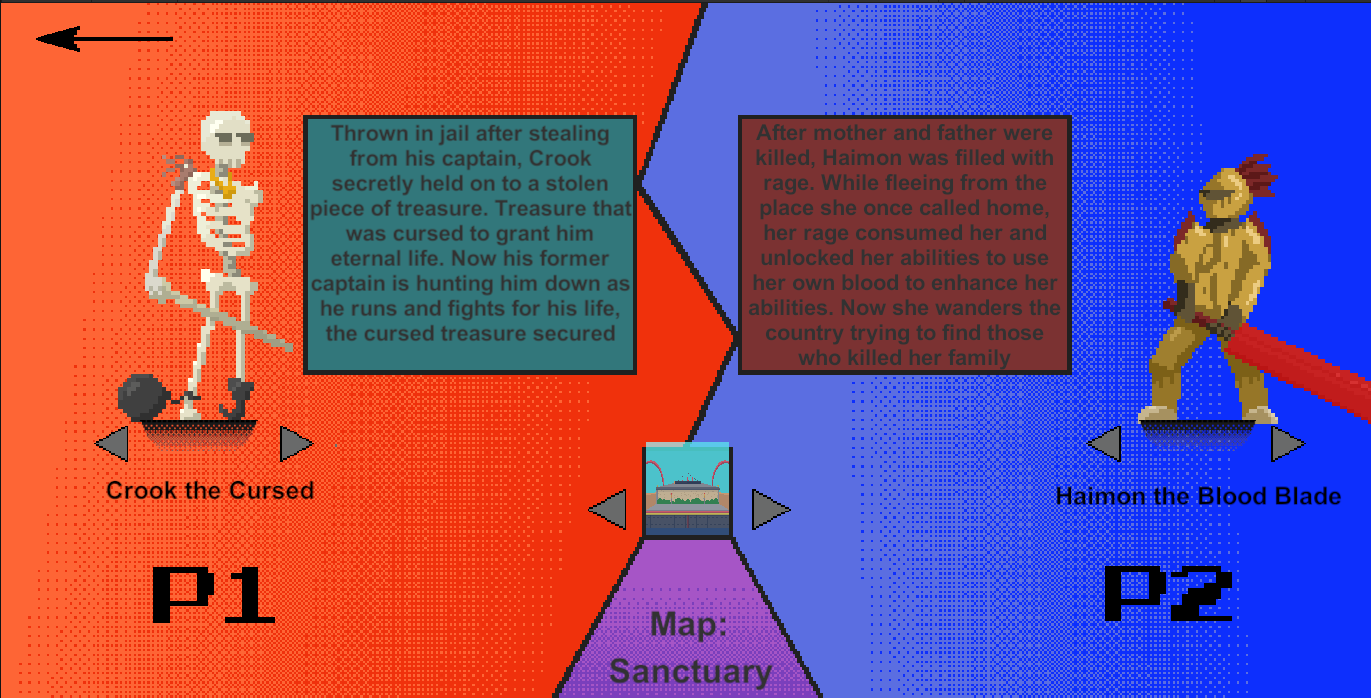 Thrown in jail after stealing
from his captain, Crook
secretly held on to a stolen
piece of treasure. Treasure that
was cursed to grant him
eternal life. Now his former
captain is hunting him down as
he runs and fights for his life,
the cursed treasure secured
After mother and father were
killed, Haimon was filled with
rage. While fleeing from the
place she once called home,
her rage consumed her and
unlocked her abilities to use
her own blood to enhance her
abilities. Now she wanders the
country trying to find those
who killed her family
Crook the Cursed
Haimon the Blood Blade
P1
P2
Map:
Sanctuary